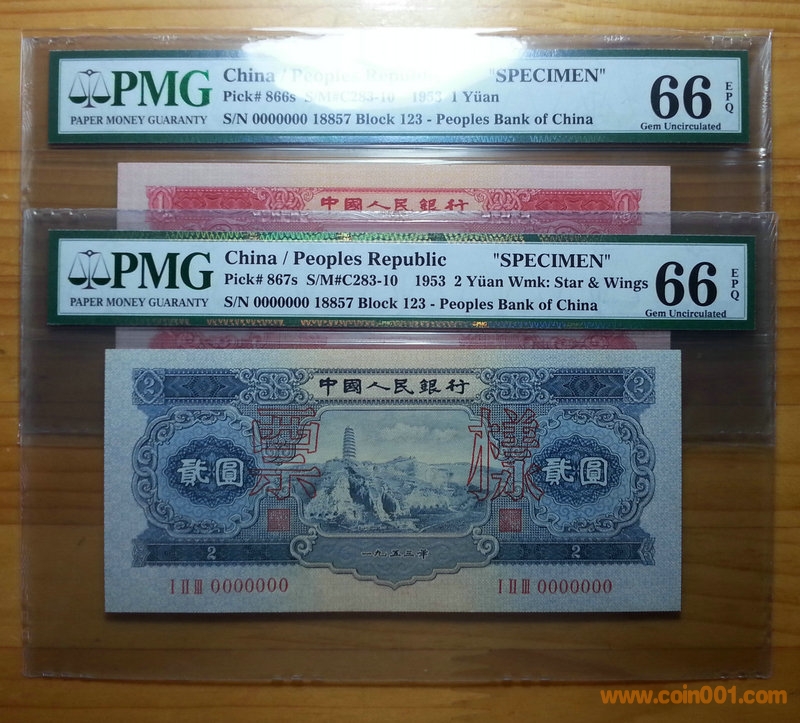 PMG
PAPER MONEY GUARANTY
China / Peoples Republic "SPECIMEN"
Pick# 866s S/M#C283-10 1953 1 Yüan
S/N 0000000 18857 Block 123 - Peoples Bank of China
66 EPQ
Gem Uncirculated
1 中國人民銀行 1
PMG
PAPER MONEY GUARANTY
China / Peoples Republic "SPECIMEN"
Pick# 867s S/M#C283-10 1953 2 Yüan Wmk: Star & Wings
S/N 0000000 18857 Block 123 - Peoples Bank of China
66 EPQ
Gem Uncirculated
2 中國人民銀行 2
票樣
貳圓 貳圓
2 一九五三年 2
I II III 0000000 I II III 0000000
www.coin001.com